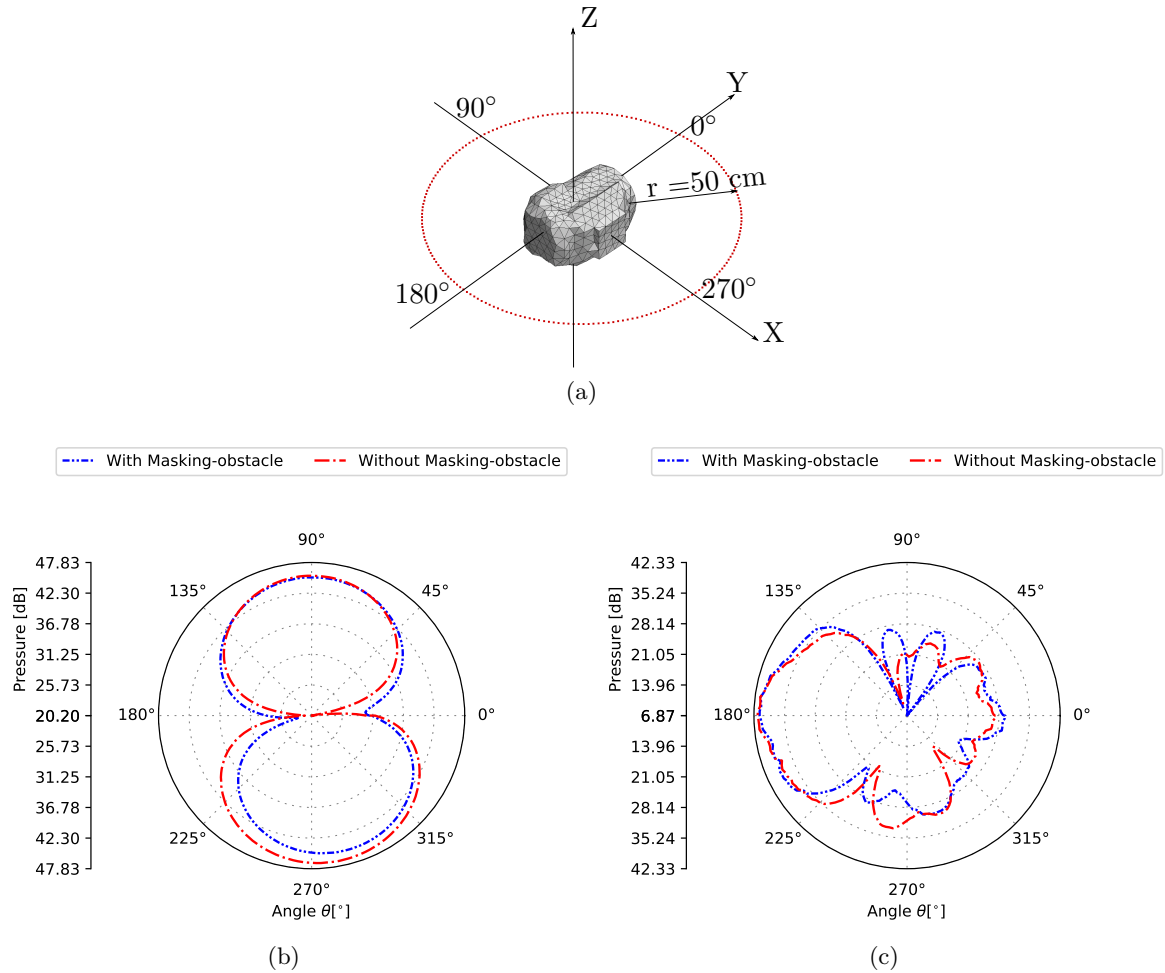 Z
Y
90°
0°
r =50 cm
180°
270°
X
(a)
With Masking-obstacle Without Masking-obstacle
90°
135° 45°
180° 0°
225° 315°
270°
Angle θ[°]
Pressure [dB]
47.83
42.30
36.78
31.25
25.73
20.20
25.73
31.25
36.78
42.30
47.83
(b)
With Masking-obstacle Without Masking-obstacle
90°
135° 45°
180° 0°
225° 315°
270°
Angle θ[°]
Pressure [dB]
42.33
35.24
28.14
21.05
13.96
6.87
13.96
21.05
28.14
35.24
42.33
(c)